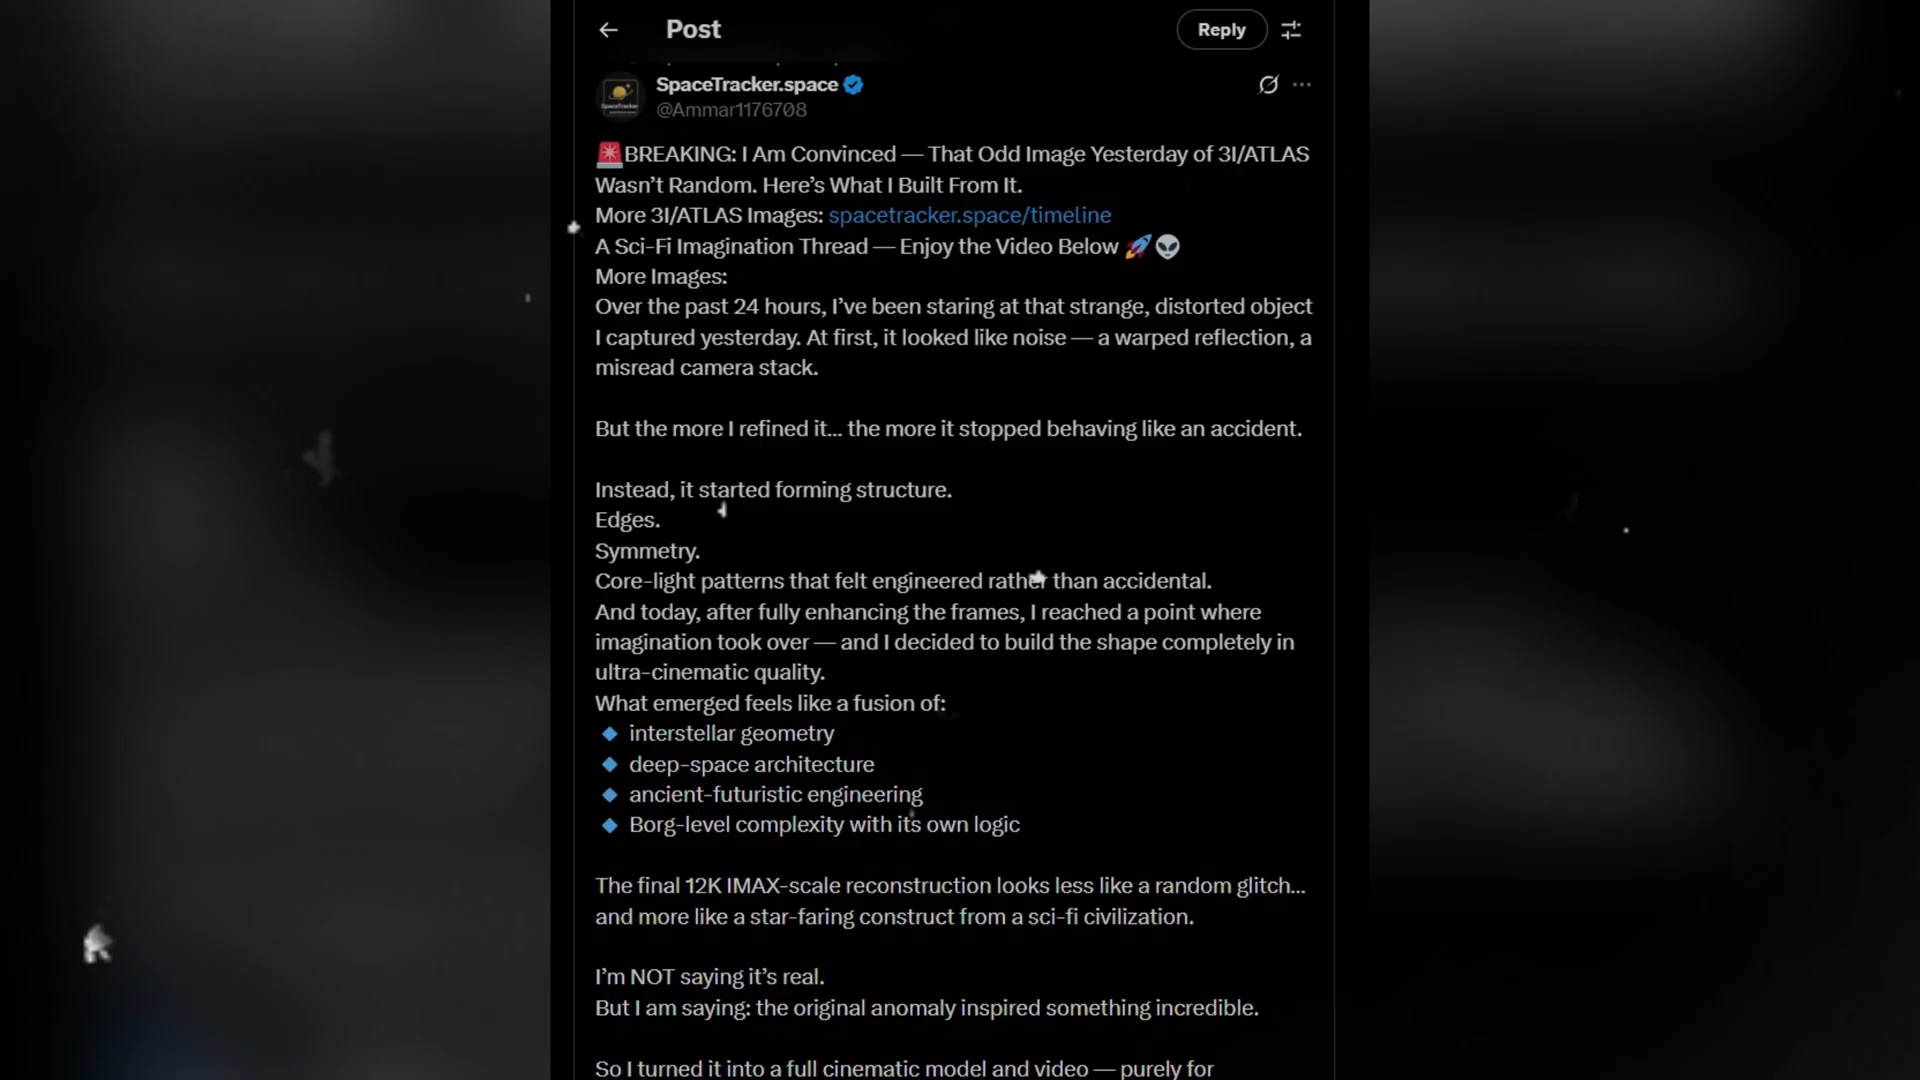 Post
Reply
SpaceTracker.space
@Ammar1176708
🚨BREAKING: I Am Convinced — That Odd Image Yesterday of 3I/ATLAS
Wasn’t Random. Here’s What I Built From It.
More 3I/ATLAS Images: spacetracker.space/timeline
A Sci-Fi Imagination Thread — Enjoy the Video Below 🚀👽
More Images:
Over the past 24 hours, I’ve been staring at that strange, distorted object
I captured yesterday. At first, it looked like noise — a warped reflection, a
misread camera stack.
But the more I refined it… the more it stopped behaving like an accident.
Instead, it started forming structure.
Edges.
Symmetry.
Core-light patterns that felt engineered rather than accidental.
And today, after fully enhancing the frames, I reached a point where
imagination took over — and I decided to build the shape completely in
ultra-cinematic quality.
What emerged feels like a fusion of:
🔹 interstellar geometry
🔹 deep-space architecture
🔹 ancient-futuristic engineering
🔹 Borg-level complexity with its own logic
The final 12K IMAX-scale reconstruction looks less like a random glitch…
and more like a star-faring construct from a sci-fi civilization.
I’m NOT saying it’s real.
But I am saying: the original anomaly inspired something incredible.
So I turned it into a full cinematic model and video — purely for